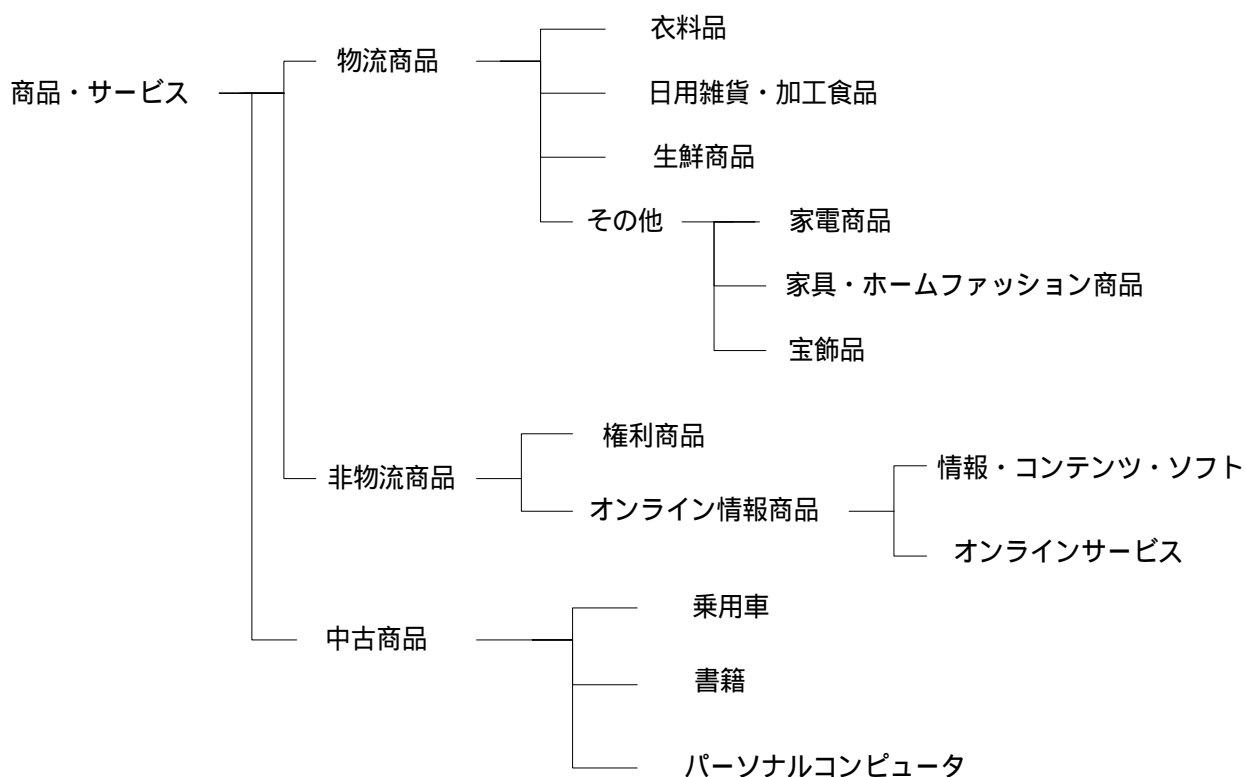 商品・サービス
物流商品
衣料品
日用雑貨・加工食品
生鮮商品
その他
家電商品
家具・ホームファッション商品
宝飾品
非物流商品
権利商品
オンライン情報商品
情報・コンテンツ・ソフト
オンラインサービス
中古商品
乗用車
書籍
パーソナルコンピュータ